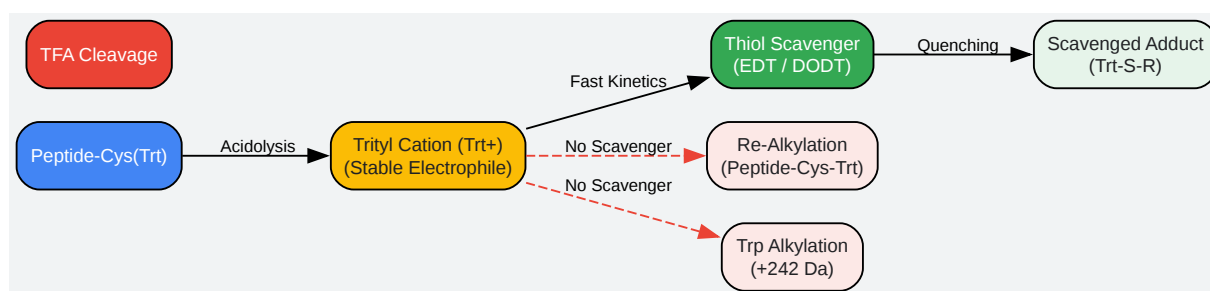 TFA Cleavage
Peptide-Cys(Trt)
Acidolysis
Trityl Cation (Trt+)
(Stable Electrophile)
Fast Kinetics
No Scavenger
No Scavenger
Thiol Scavenger
(EDT / DODT)
Quenching
Scavenged Adduct
(Trt-S-R)
Re-Alkylation
(Peptide-Cys-Trt)
Trp Alkylation
(+242 Da)